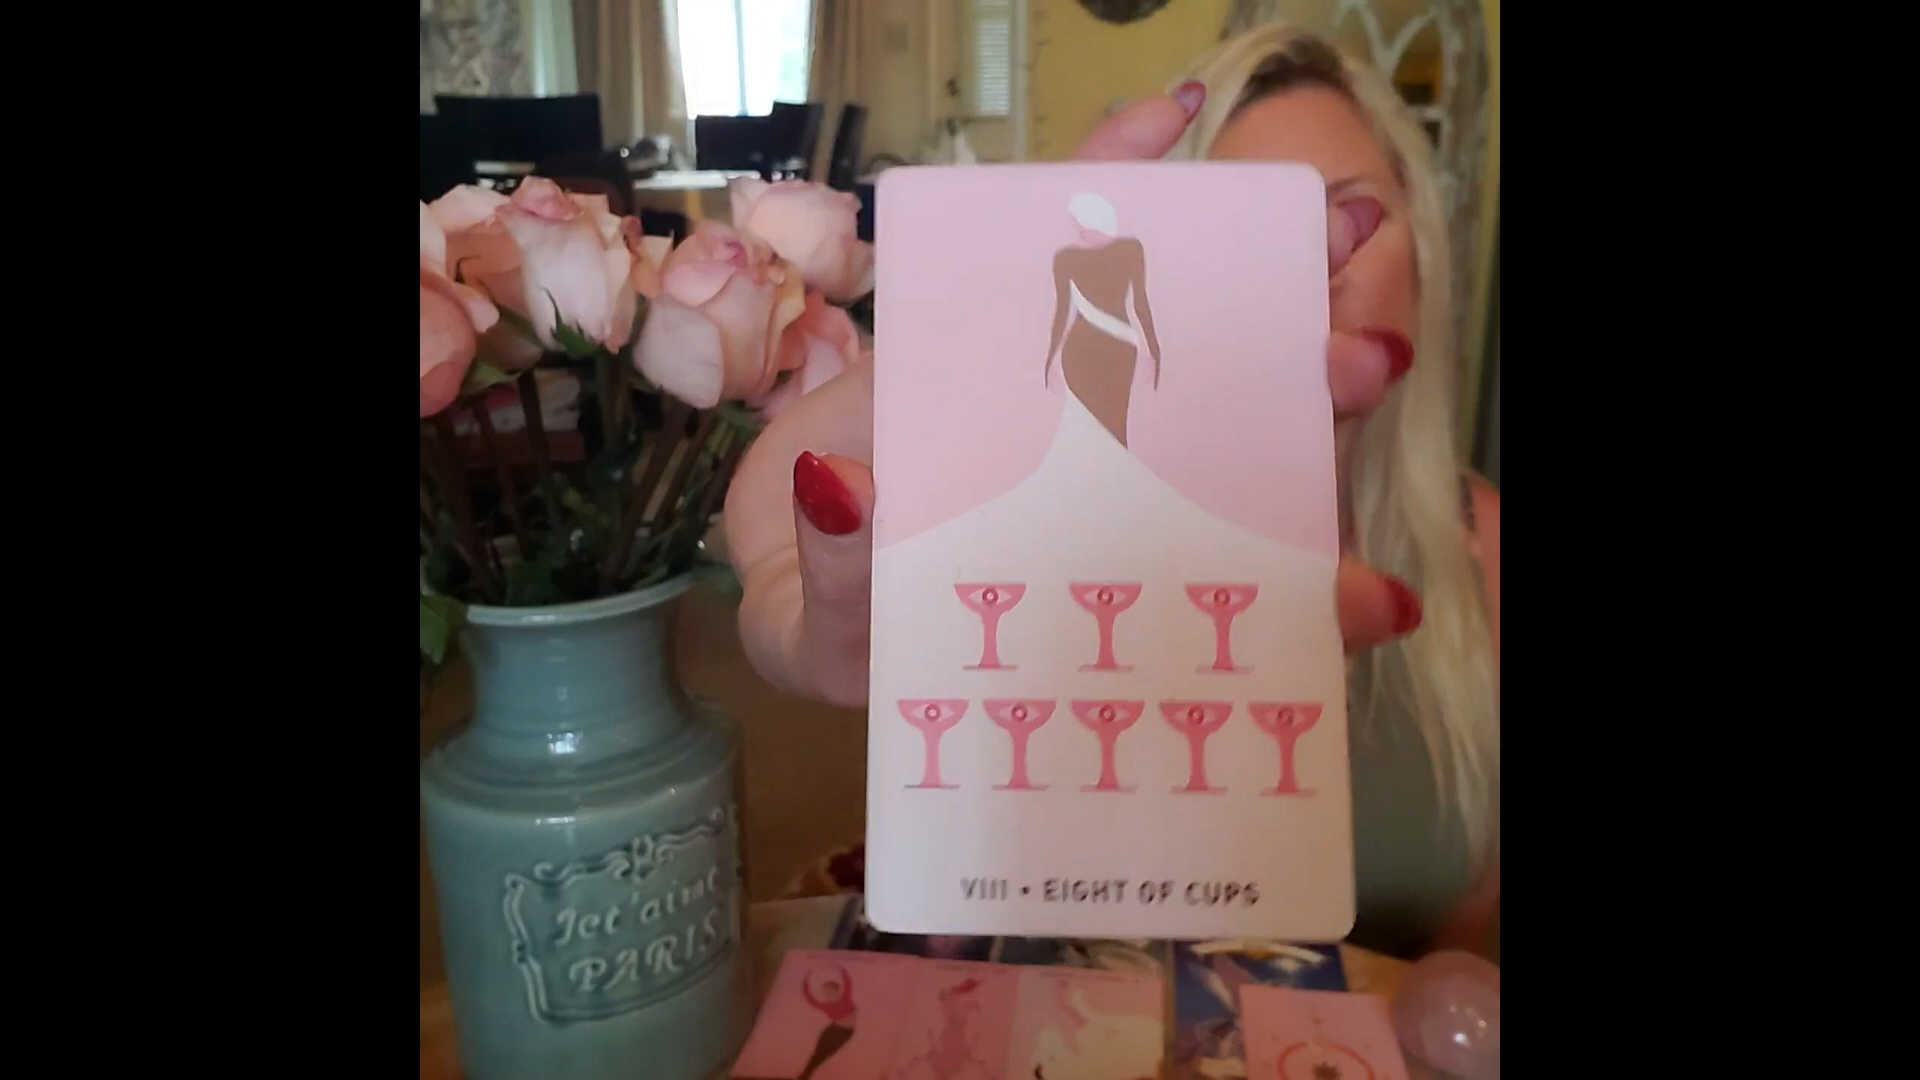 Jet'aime
PARIS
VIII • EIGHT OF CUPS